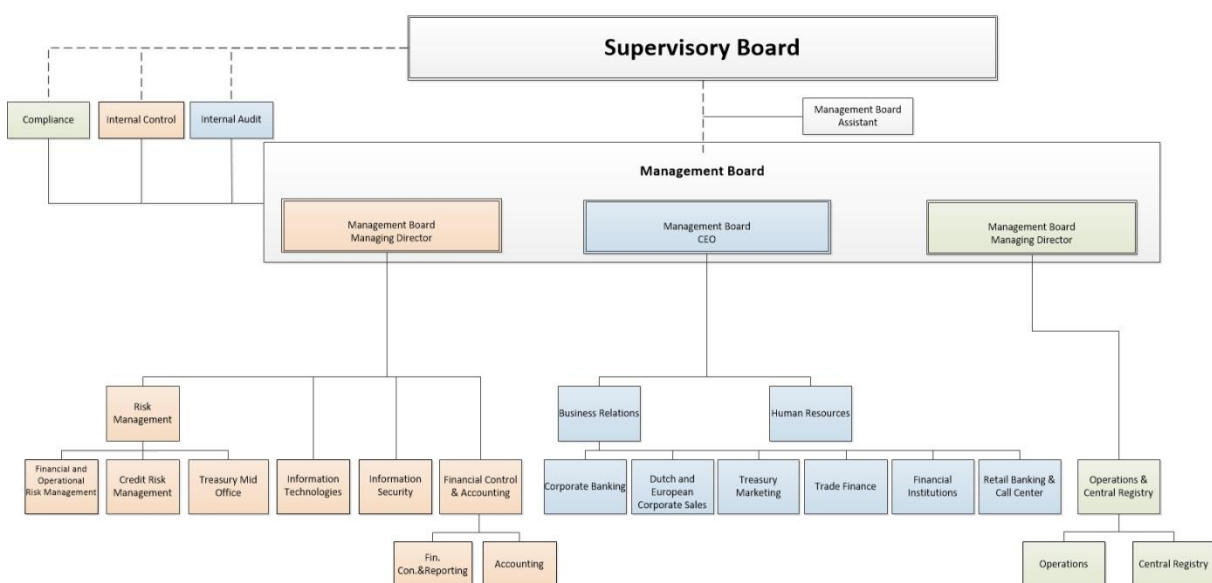 Supervisory Board
Management Board
Assistant
Compliance
Internal Control
Internal Audit
Management Board
Management Board
Managing Director
Management Board
CEO
Management Board
Managing Director
Risk
Management
Business Relations
Human Resources
Financial and
Operational
Risk Management
Credit Risk
Management
Treasury Mid
Office
Information
Technologies
Information
Security
Financial Control
& Accounting
Corporate Banking
Dutch and
European
Corporate Sales
Treasury
Marketing
Trade Finance
Financial
Institutions
Retail Banking &
Call Center
Operations &
Central Registry
Fin.
Con.&Reporting
Accounting
Operations
Central Registry